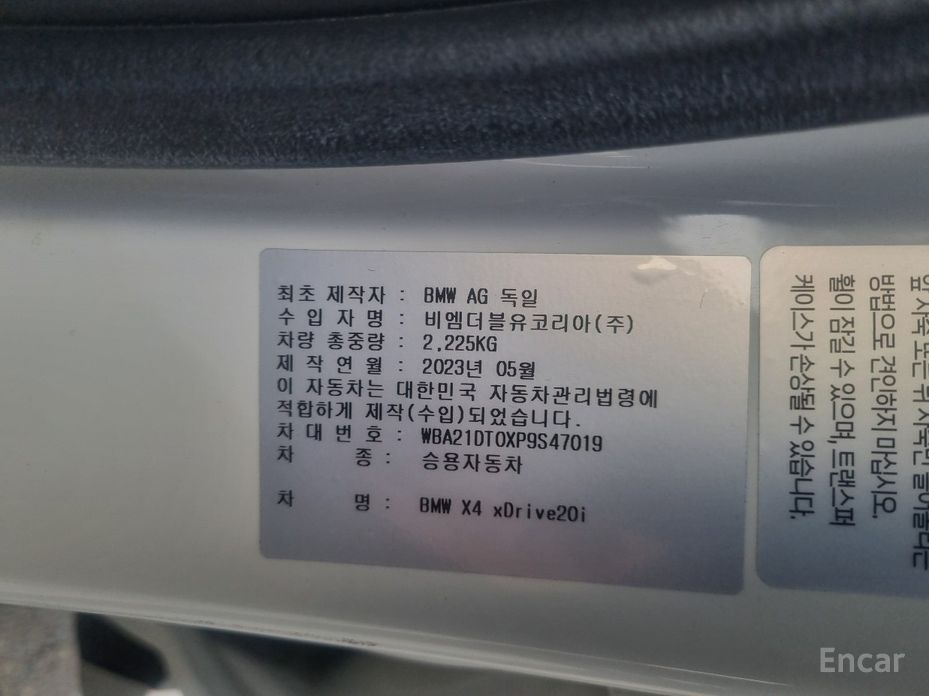 최초 제작자 : BMW AG 독일
수 입 자 명 : 비엠더블유코리아(주)
차량 총중량 : 2,225KG
제 작 연 월 : 2023년 05월
이 자동차는 대한민국 자동차관리법령에
적합하게 제작(수입)되었습니다.
차 대 번 호 : WBA21DT0XP9S47019
차 종 : 승용자동차
차 명 : BMW X4 xDrive20i
방법으로 견인하지 마십시오.
휠이 잠길 수 있으며, 트랜스퍼
케이스가 손상될 수 있습니다.
Encar